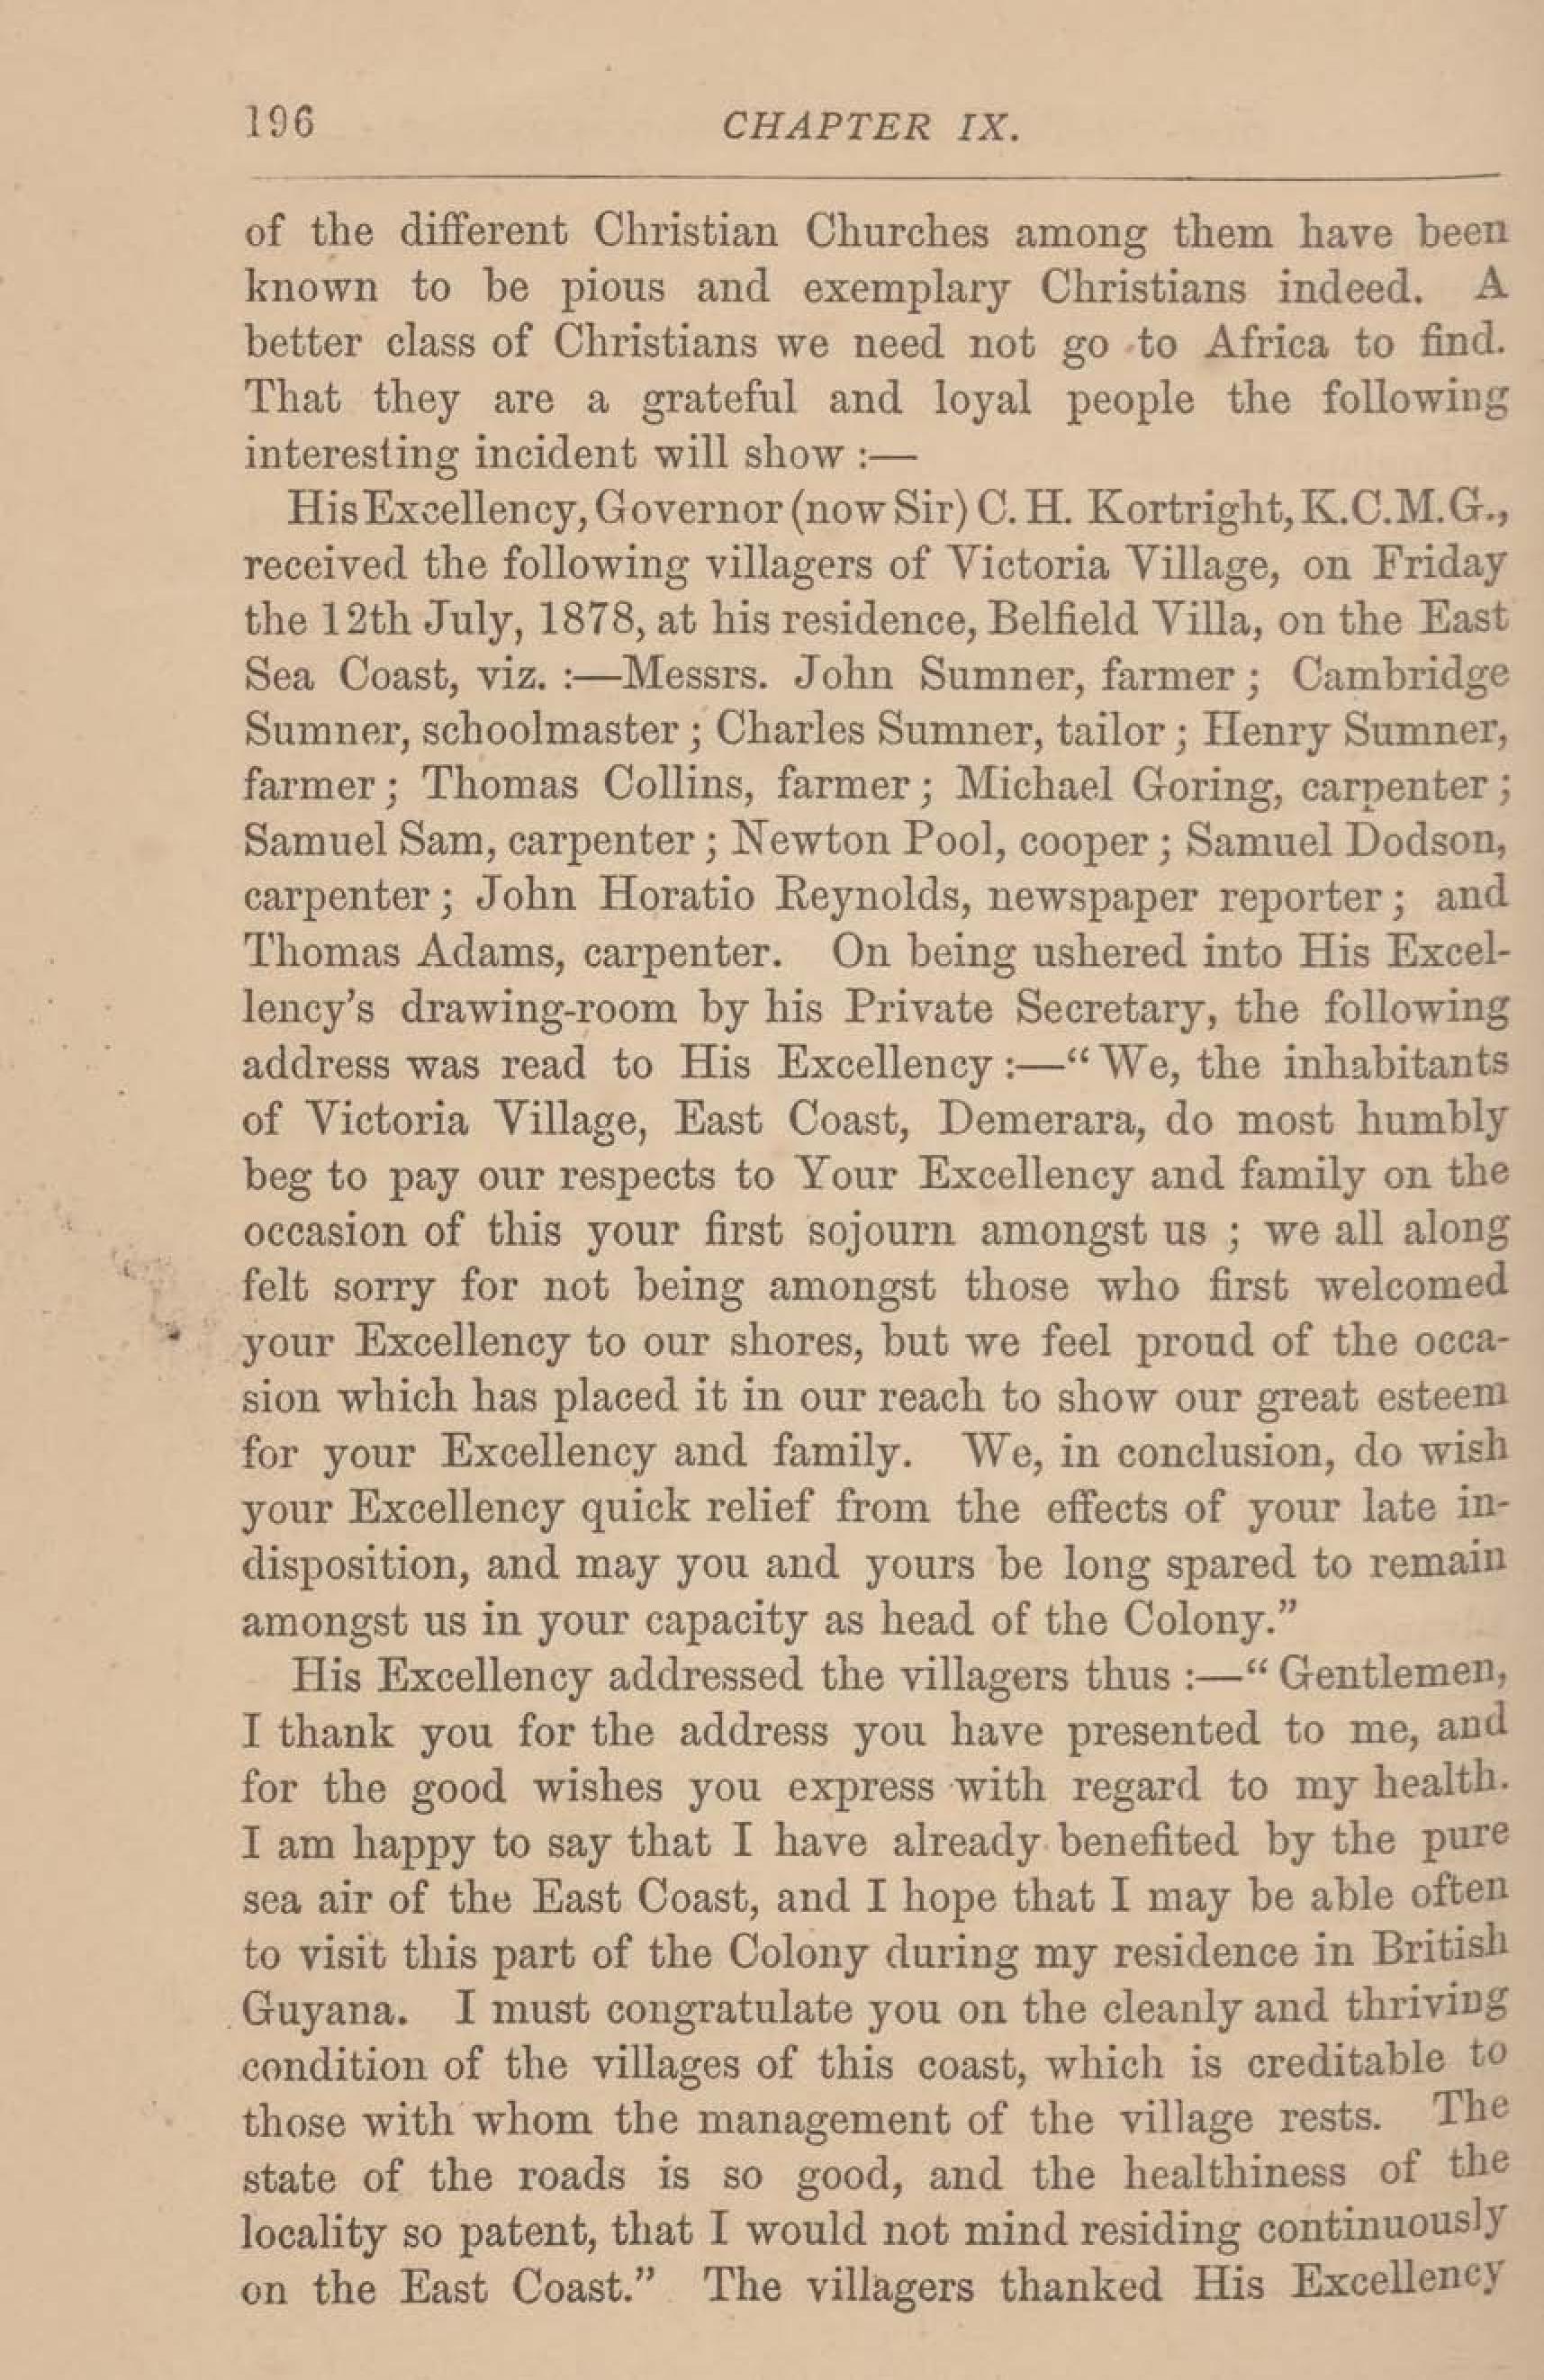 196 CHAPTER IX.
of the different Christian Churches among them have been
known to be pious and exemplary Christians indeed. A
better class of Christians we need not go to Africa to find.
That they are a grateful and loyal people the following
interesting incident will show :—
His Excellency, Governor (now Sir) C. H. Kortright, K.C.M.G.,
received the following villagers of Victoria Village, on Friday
the 12th July, 1878, at his residence, Belfield Villa, on the East
Sea Coast, viz. :—Messrs. John Sumner, farmer ; Cambridge
Sumner, schoolmaster ; Charles Sumner, tailor ; Henry Sumner,
farmer ; Thomas Collins, farmer ; Michael Goring, carpenter ;
Samuel Sam, carpenter ; Newton Pool, cooper ; Samuel Dodson,
carpenter ; John Horatio Reynolds, newspaper reporter ; and
Thomas Adams, carpenter. On being ushered into His Excel-
lency's drawing-room by his Private Secretary, the following
address was read to His Excellency :—“ We, the inhabitants
of Victoria Village, East Coast, Demerara, do most humbly
beg to pay our respects to Your Excellency and family on the
occasion of this your first sojourn amongst us ; we all along
felt sorry for not being amongst those who first welcomed
your Excellency to our shores, but we feel proud of the occa-
sion which has placed it in our reach to show our great esteem
for your Excellency and family. We, in conclusion, do wish
your Excellency quick relief from the effects of your late in-
disposition, and may you and yours be long spared to remain
amongst us in your capacity as head of the Colony.”
His Excellency addressed the villagers thus :—“ Gentlemen,
I thank you for the address you have presented to me, and
for the good wishes you express with regard to my health.
I am happy to say that I have already benefited by the pure
sea air of the East Coast, and I hope that I may be able often
to visit this part of the Colony during my residence in British
Guyana. I must congratulate you on the cleanly and thriving
condition of the villages of this coast, which is creditable to
those with whom the management of the village rests. The
state of the roads is so good, and the healthiness of the
locality so patent, that I would not mind residing continuously
on the East Coast.” The villagers thanked His Excellency